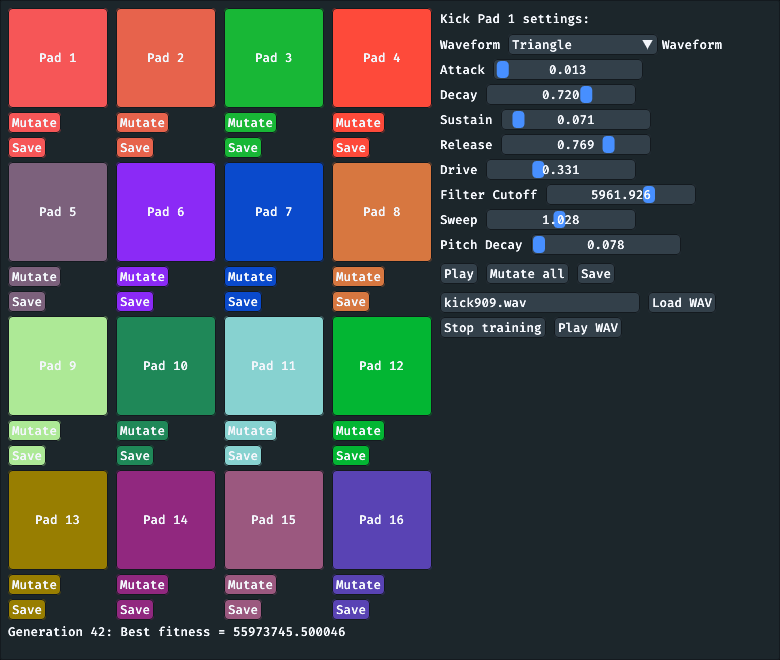 Pad 1 Pad 2 Pad 3 Pad 4
Mutate Mutate Mutate Mutate
Save Save Save Save
Pad 5 Pad 6 Pad 7 Pad 8
Mutate Mutate Mutate Mutate
Save Save Save Save
Pad 9 Pad 10 Pad 11 Pad 12
Mutate Mutate Mutate Mutate
Save Save Save Save
Pad 13 Pad 14 Pad 15 Pad 16
Mutate Mutate Mutate Mutate
Save Save Save Save
Generation 42: Best fitness = 55973745.500046
Kick Pad 1 settings:
Waveform Triangle Waveform
Attack 0.013
Decay 0.720
Sustain 0.071
Release 0.769
Drive 0.331
Filter Cutoff 5961.926
Sweep 1.028
Pitch Decay 0.078
Play Mutate all Save
kick909.wav Load WAV
Stop training Play WAV